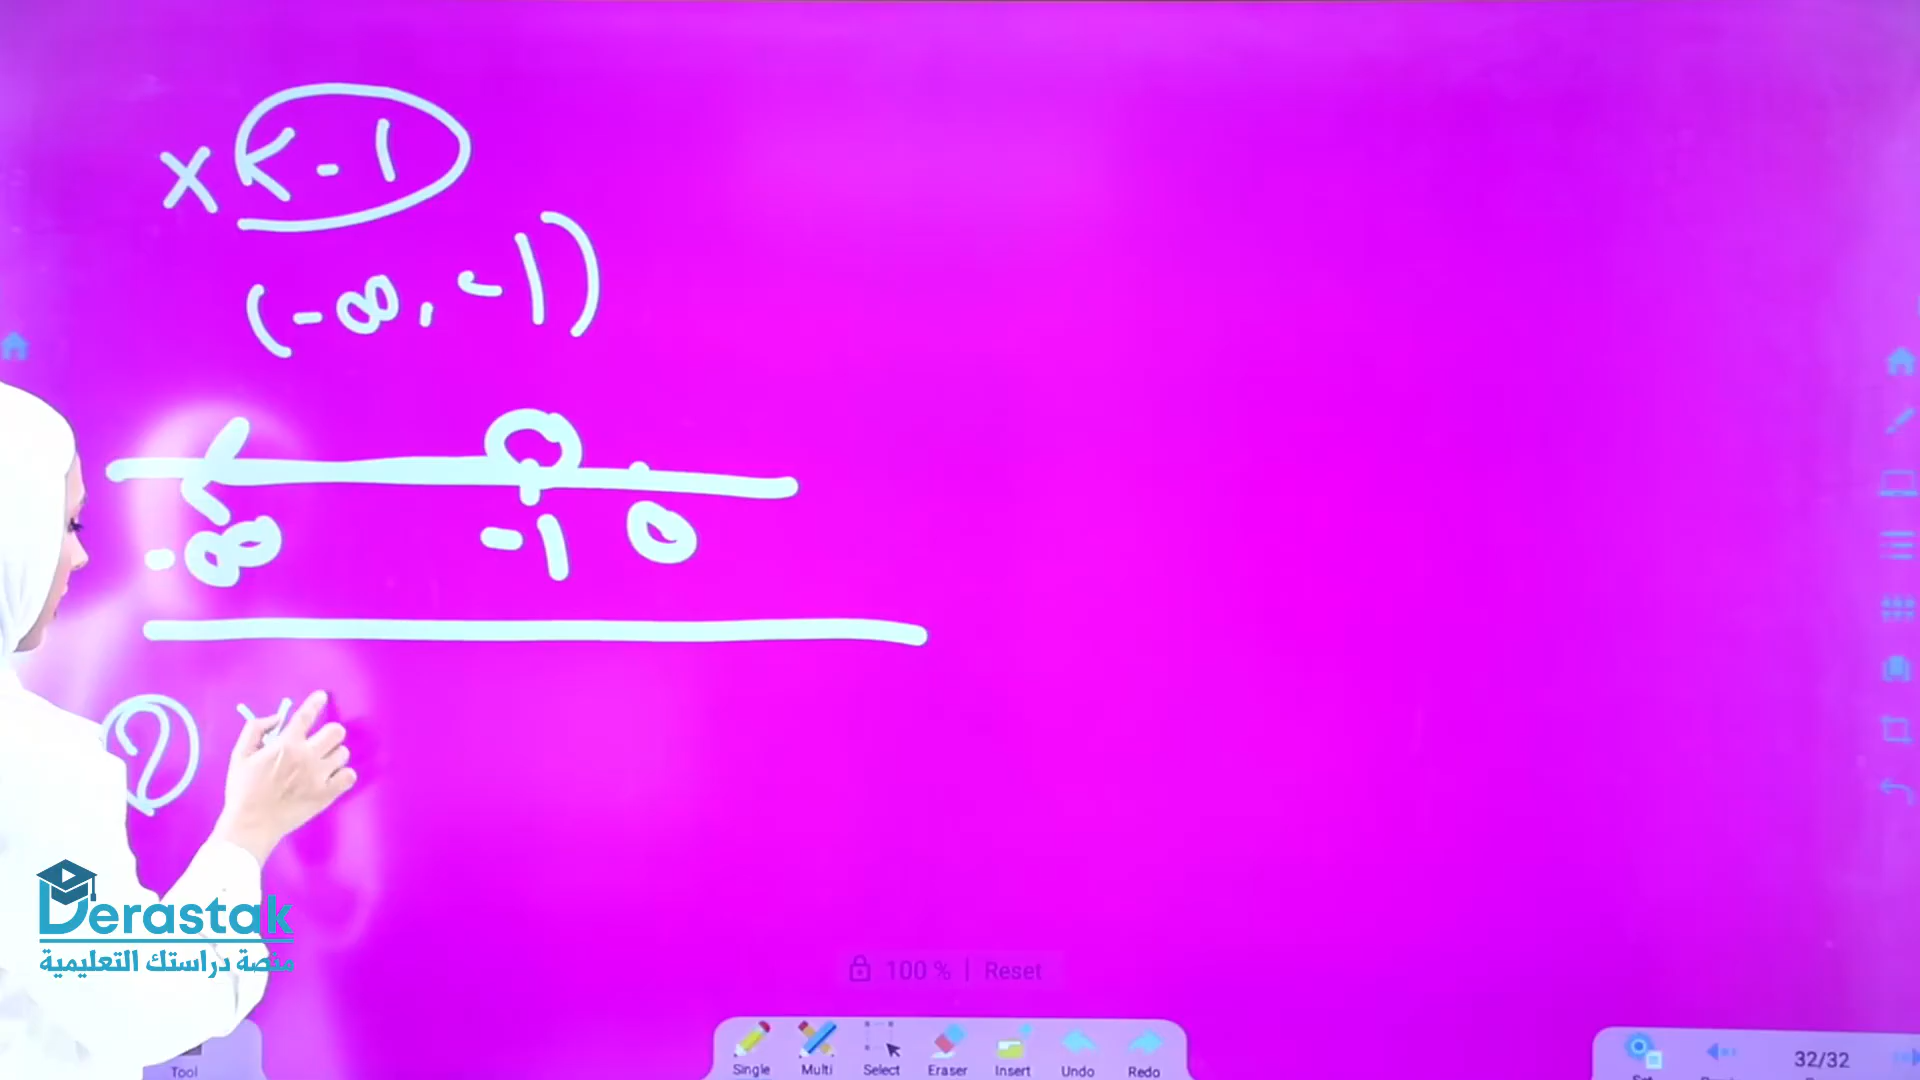 x < -1
(-∞, -1)
-∞ -1 0
②
Derastak
منصة دراستك التعليمية
100 % | Reset
Tool
Single Multi Select Eraser Insert Undo Redo
32/32